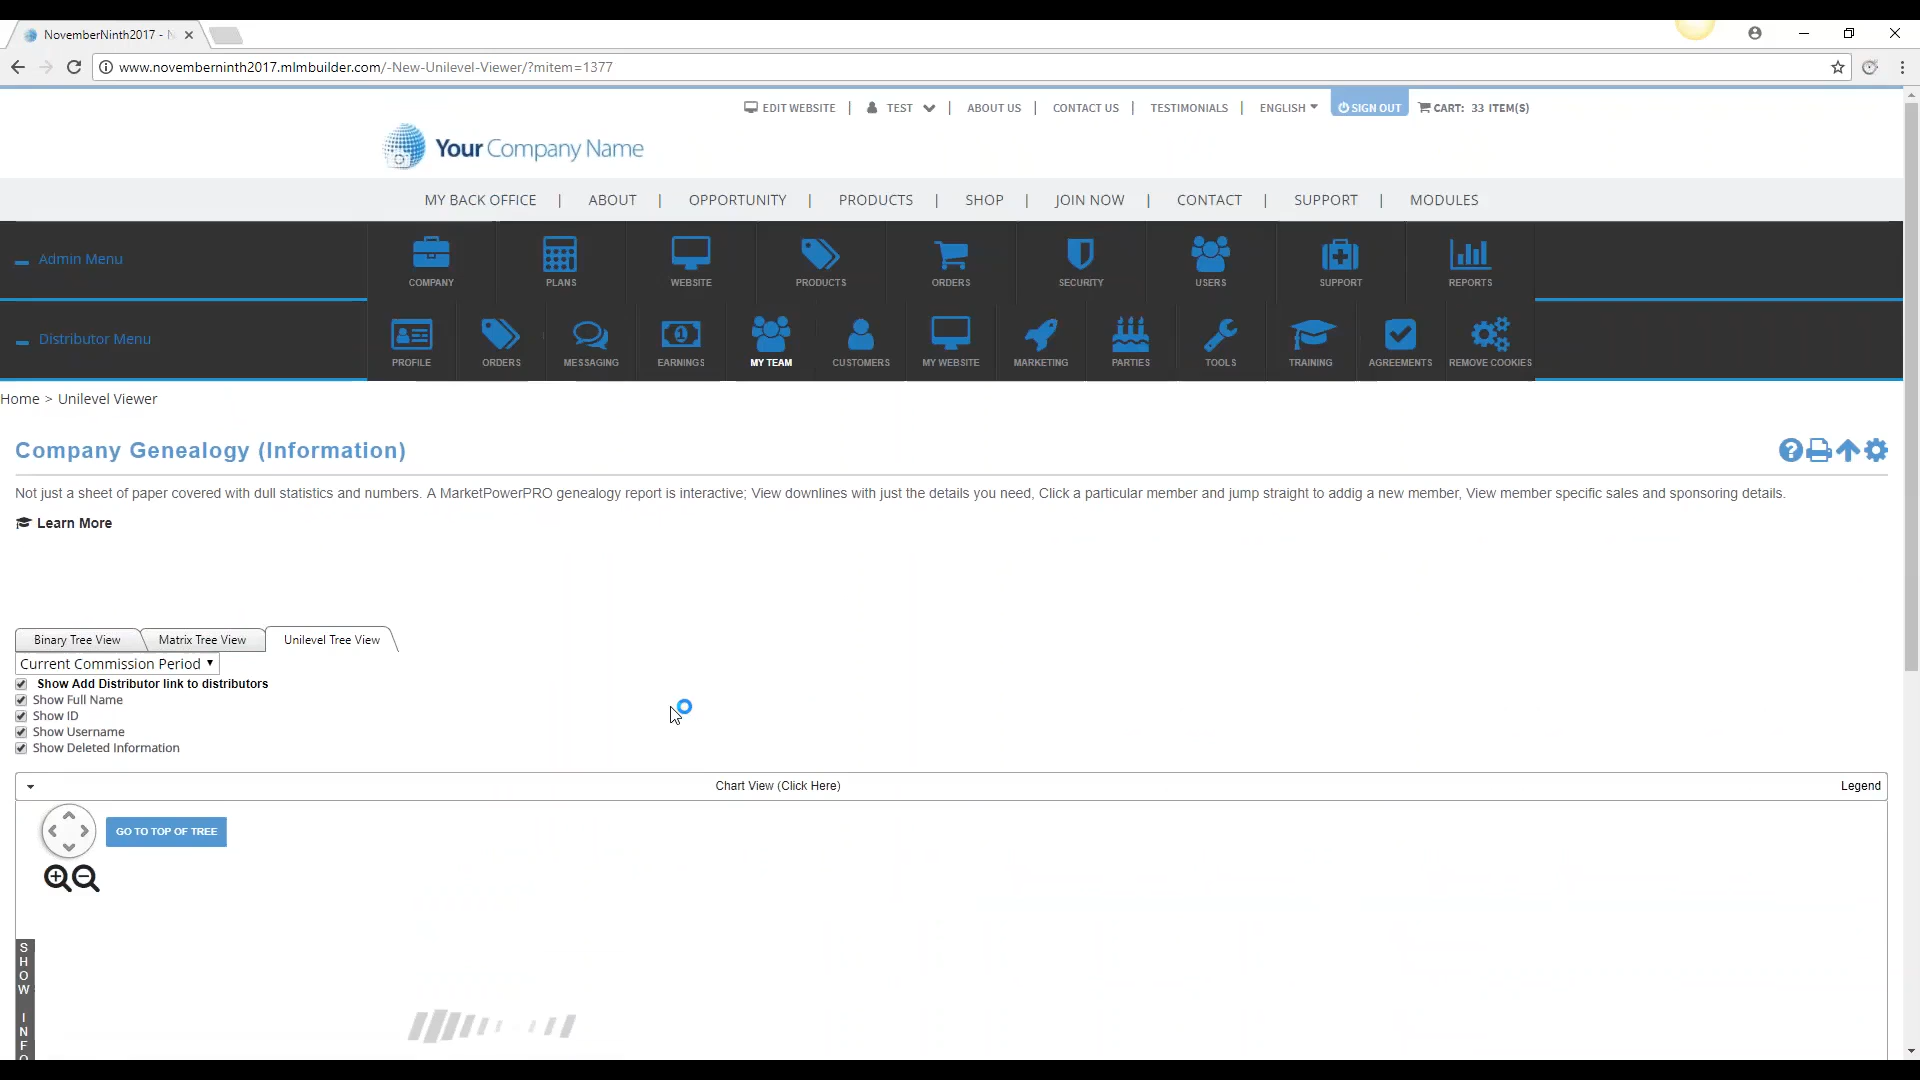 NovemberNinth2017 -
www.novemberninth2017.mlmbuilder.com/-New-Unilevel-Viewer/?mitem=1377
EDIT WEBSITE | TEST | ABOUT US | CONTACT US | TESTIMONIALS | ENGLISH SIGN OUT CART: 33 ITEM(S)
Your Company Name
MY BACK OFFICE | ABOUT | OPPORTUNITY | PRODUCTS | SHOP | JOIN NOW | CONTACT | SUPPORT | MODULES
Admin Menu
COMPANY PLANS WEBSITE PRODUCTS ORDERS SECURITY USERS SUPPORT REPORTS
Distributor Menu
PROFILE ORDERS MESSAGING EARNINGS MY TEAM CUSTOMERS MY WEBSITE MARKETING PARTIES TOOLS TRAINING AGREEMENTS REMOVE COOKIES
Home > Unilevel Viewer
Company Genealogy (Information)
Not just a sheet of paper covered with dull statistics and numbers. A MarketPowerPRO genealogy report is interactive; View downlines with just the details you need, Click a particular member and jump straight to addig a new member, View member specific sales and sponsoring details.
Learn More
Binary Tree View Matrix Tree View Unilevel Tree View
Current Commission Period
Show Add Distributor link to distributors
Show Full Name
Show ID
Show Username
Show Deleted Information
Chart View (Click Here) Legend
GO TO TOP OF TREE
SHOW INFO